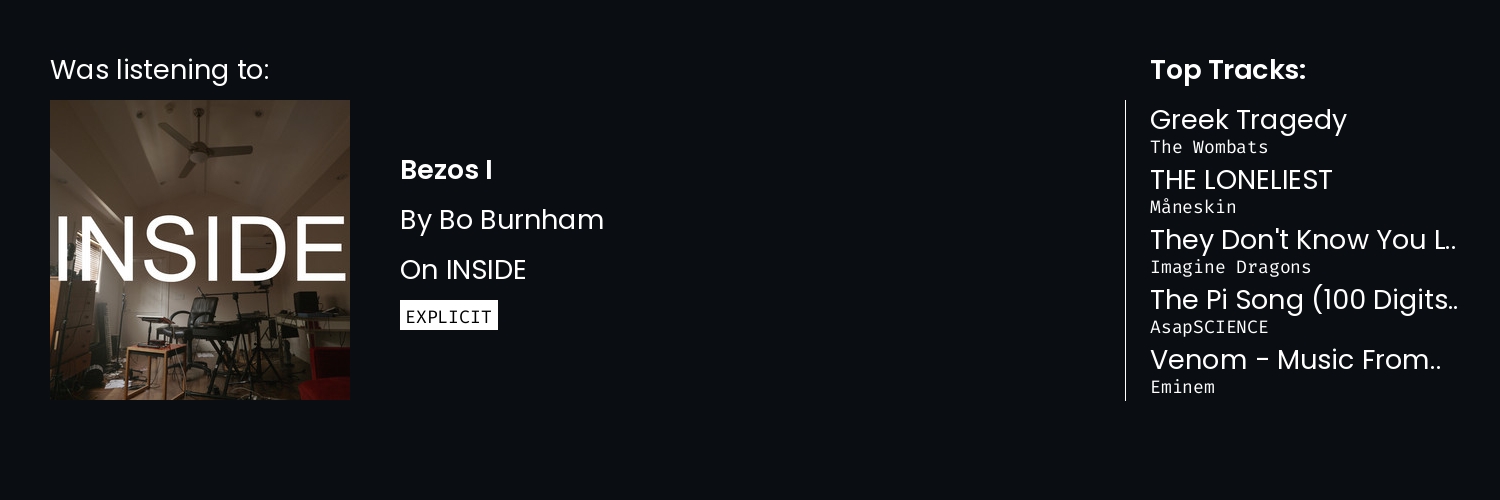 Was listening to:
INSIDE
Bezos I
By Bo Burnham
On INSIDE
EXPLICIT
Top Tracks:
Greek Tragedy
The Wombats
THE LONELIEST
Måneskin
They Don't Know You L..
Imagine Dragons
The Pi Song (100 Digits..
AsapSCIENCE
Venom - Music From..
Eminem